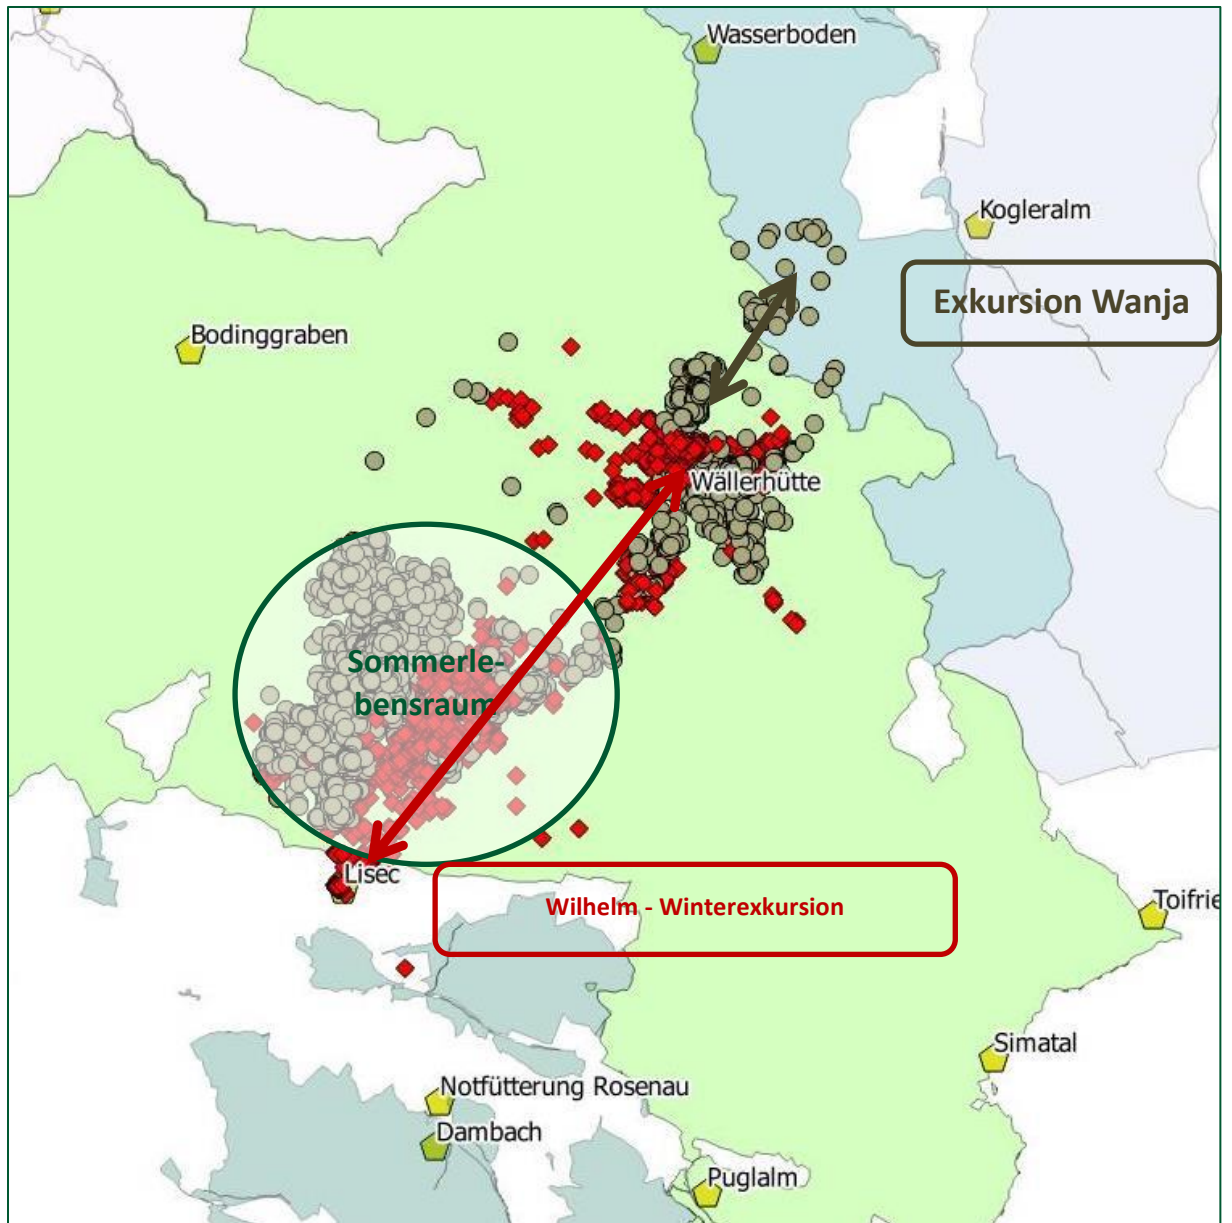 Wasserboden
Kogleralm
Exkursion Wanja
Bodinggraben
Wällerhütte
Sommerle-
bensraum
Lisec
Wilhelm - Winterexkursion
Toifrie
Simatal
Notfütterung Rosenau
Dambach
Puglalm